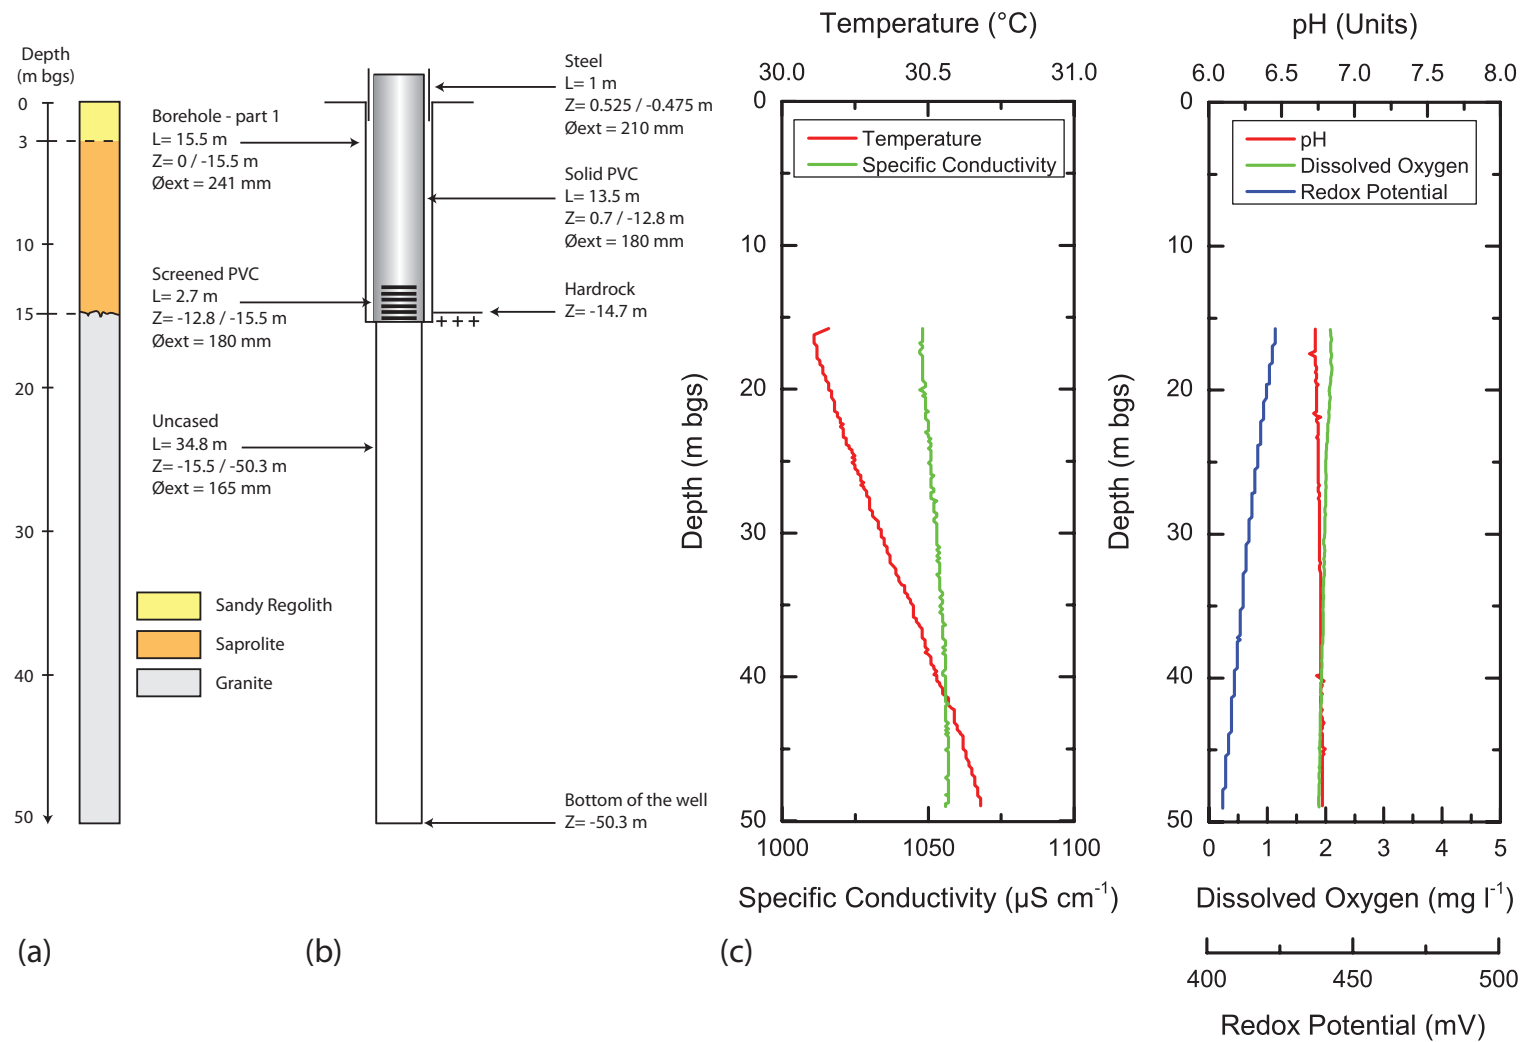 Depth
(m bgs)
0
3
10
15
20
30
40
50
Sandy Regolith
Saprolite
Granite
(a)
Borehole - part 1
L= 15.5 m
Z= 0 / -15.5 m
Øext = 241 mm
Screened PVC
L= 2.7 m
Z= -12.8 / -15.5 m
Øext = 180 mm
Uncased
L= 34.8 m
Z= -15.5 / -50.3 m
Øext = 165 mm
Steel
L= 1 m
Z= 0.525 / -0.475 m
Øext = 210 mm
Solid PVC
L= 13.5 m
Z= 0.7 / -12.8 m
Øext = 180 mm
Hardrock
Z= -14.7 m
+ + +
Bottom of the well
Z= -50.3 m
(b)
Temperature (°C)
30.0 30.5 31.0
Temperature
Specific Conductivity
0
10
20
30
40
50
Depth (m bgs)
1000 1050 1100
Specific Conductivity (µS cm⁻¹)
(c)
pH (Units)
6.0 6.5 7.0 7.5 8.0
pH
Dissolved Oxygen
Redox Potential
0
10
20
30
40
50
Depth (m bgs)
0 1 2 3 4 5
Dissolved Oxygen (mg l⁻¹)
400 450 500
Redox Potential (mV)